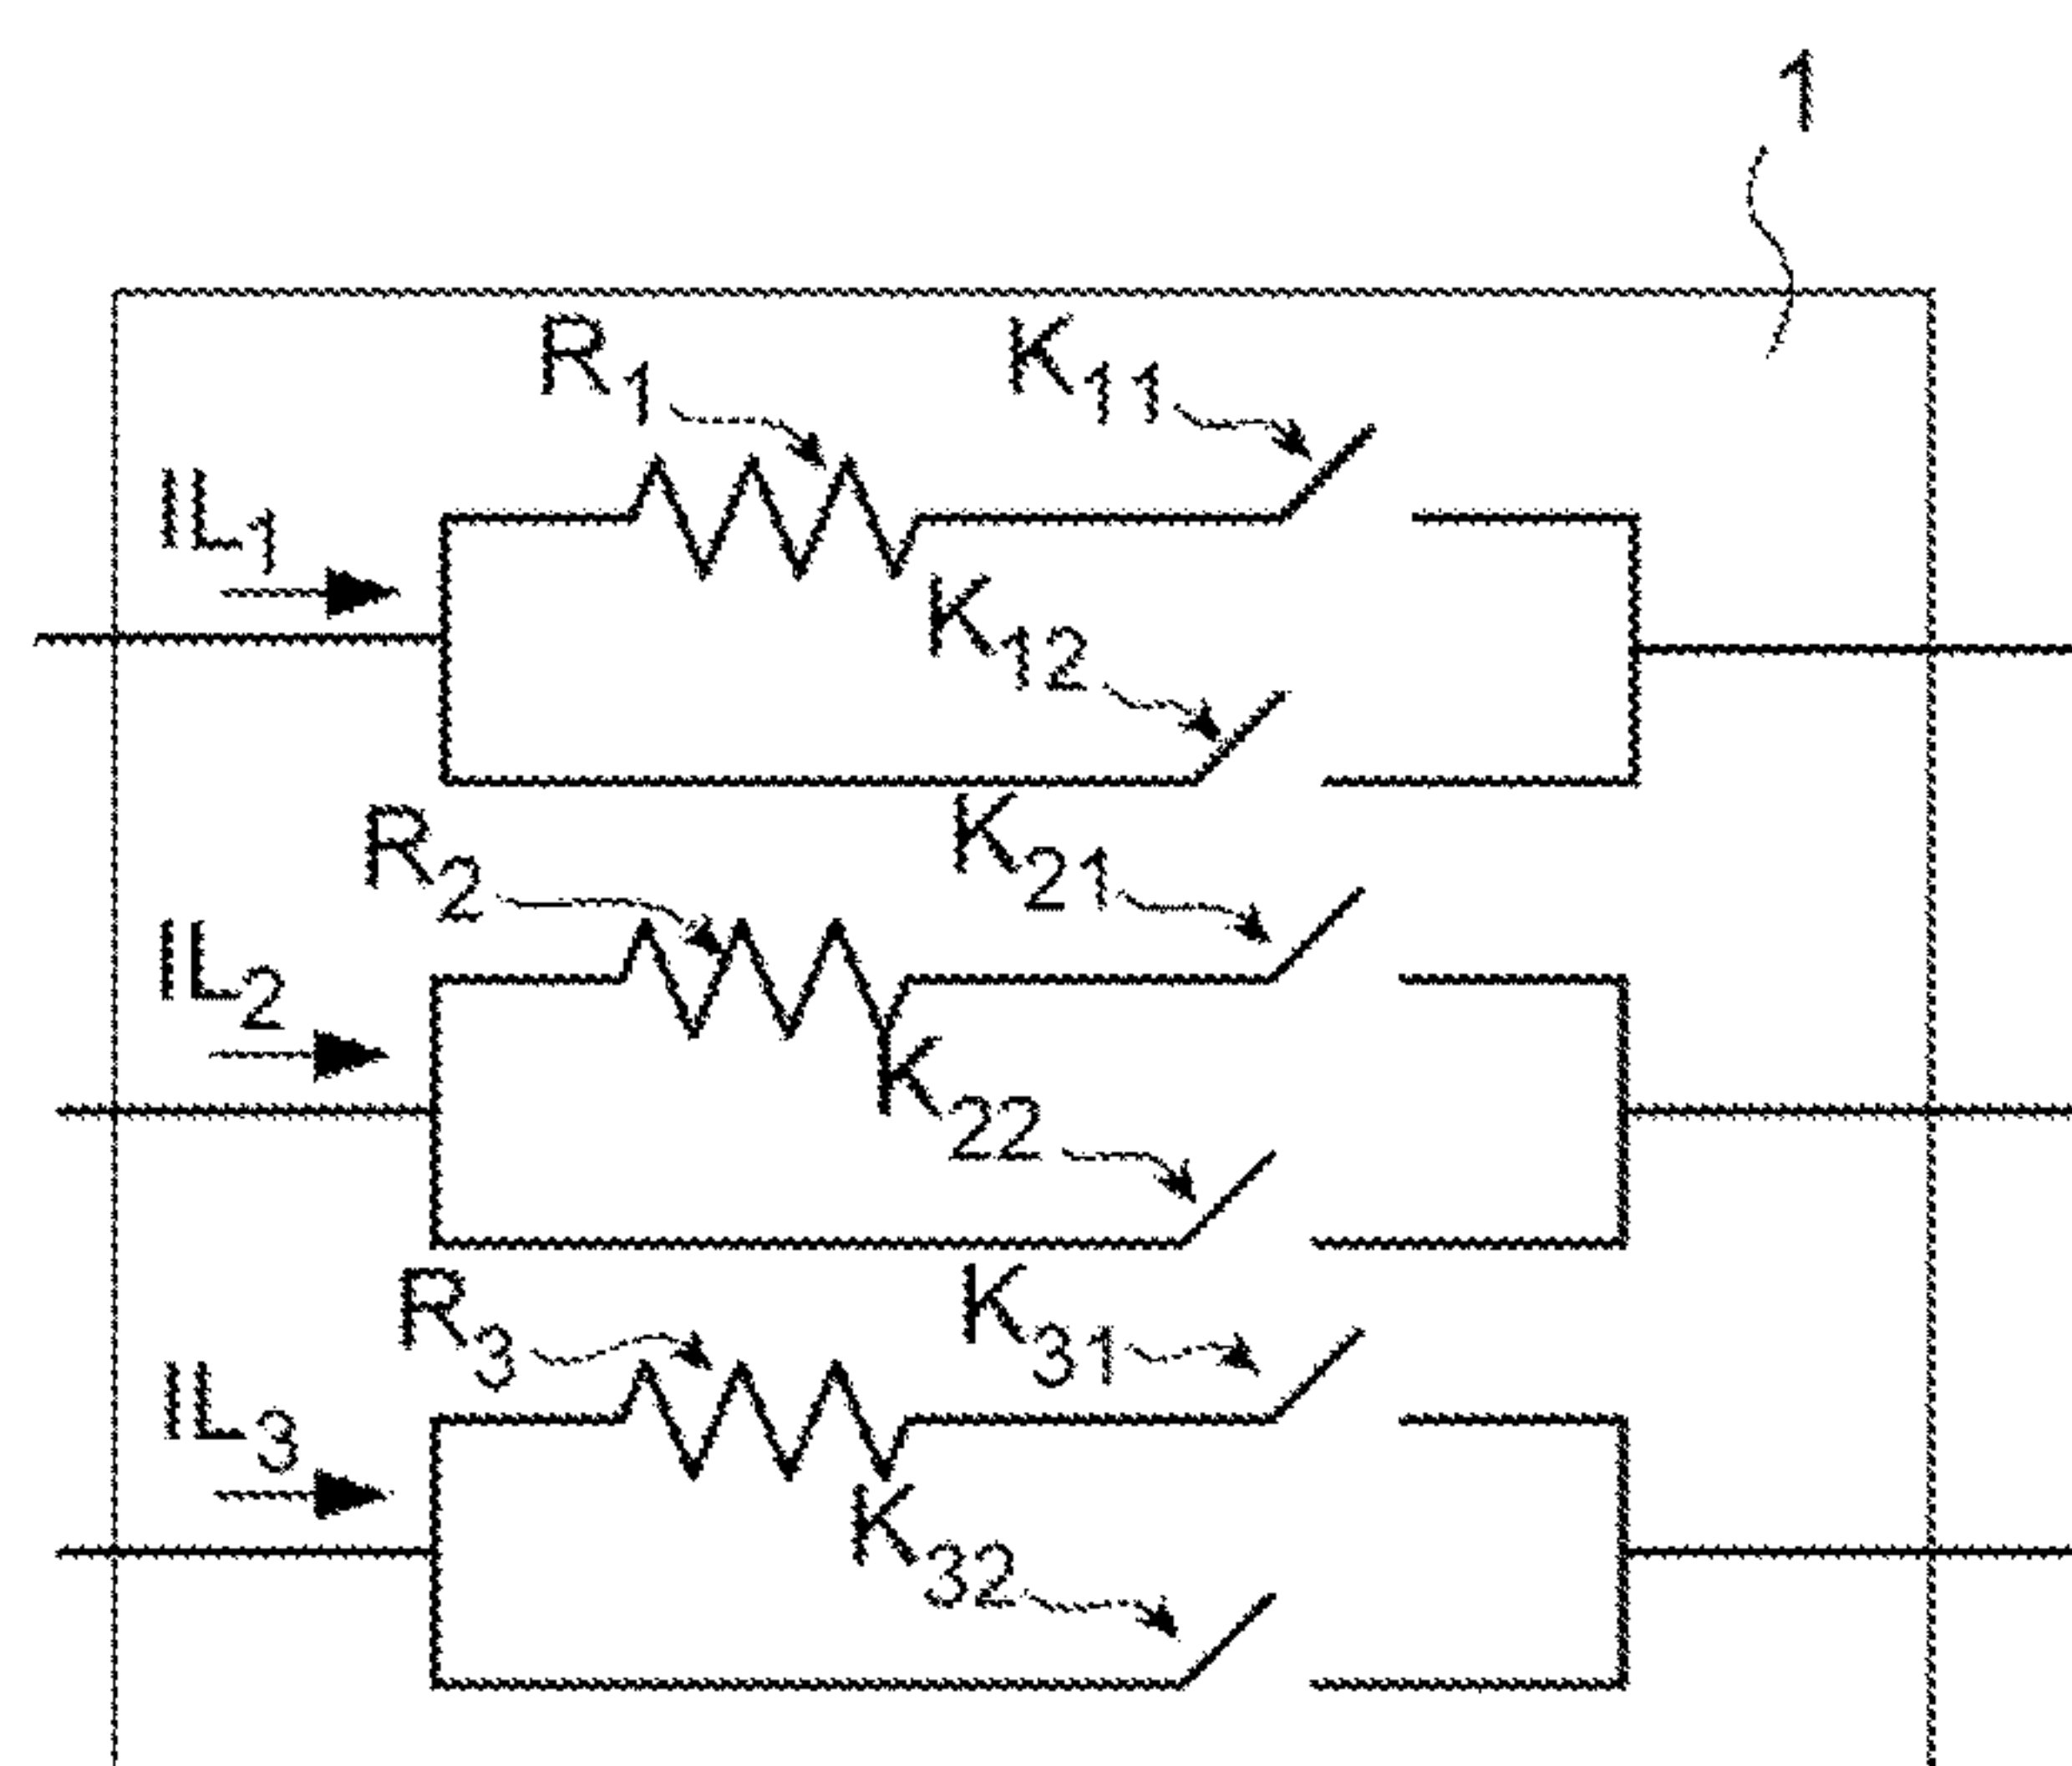 1
R₁
K₁₁
IL₁
K₁₂
R₂
K₂₁
IL₂
K₂₂
R₃
K₃₁
IL₃
K₃₂